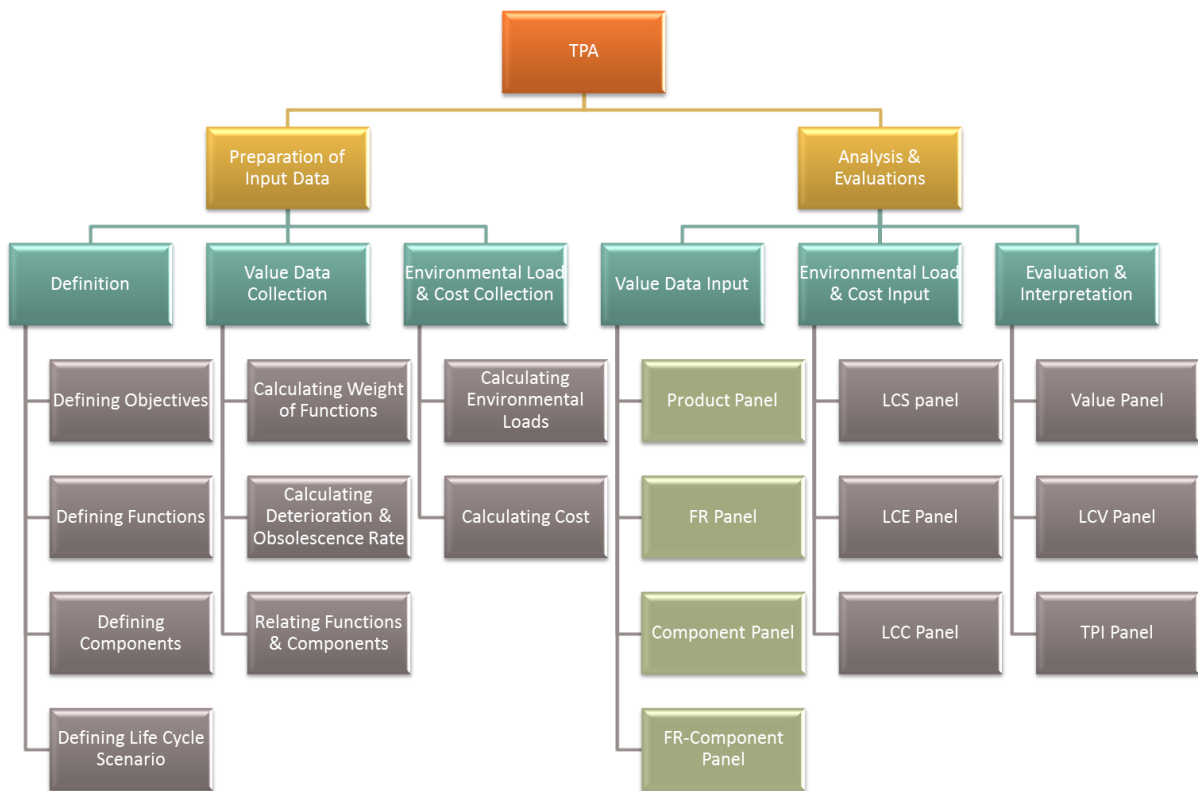 TPA
Preparation of
Input Data
Analysis &
Evaluations
Definition
Value Data
Collection
Environmental Load
& Cost Collection
Value Data Input
Environmental Load
& Cost Input
Evaluation &
Interpretation
Defining Objectives
Defining Functions
Defining
Components
Defining Life Cycle
Scenario
Calculating Weight
of Functions
Calculating
Deterioration &
Obsolescence Rate
Relating Functions
& Components
Calculating
Environmental
Loads
Calculating Cost
Product Panel
FR Panel
Component Panel
FR-Component
Panel
LCS panel
LCE Panel
LCC Panel
Value Panel
LCV Panel
TPI Panel